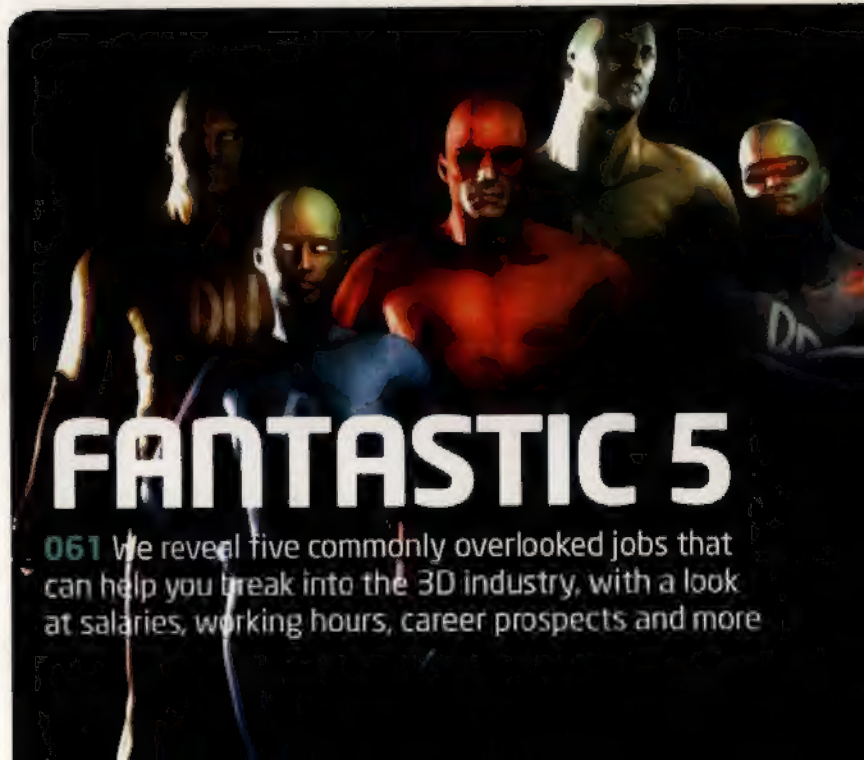 FANTASTIC 5
061 We reveal five commonly overlooked jobs that
can help you break into the 3D industry, with a look
at salaries, working hours, career prospects and more